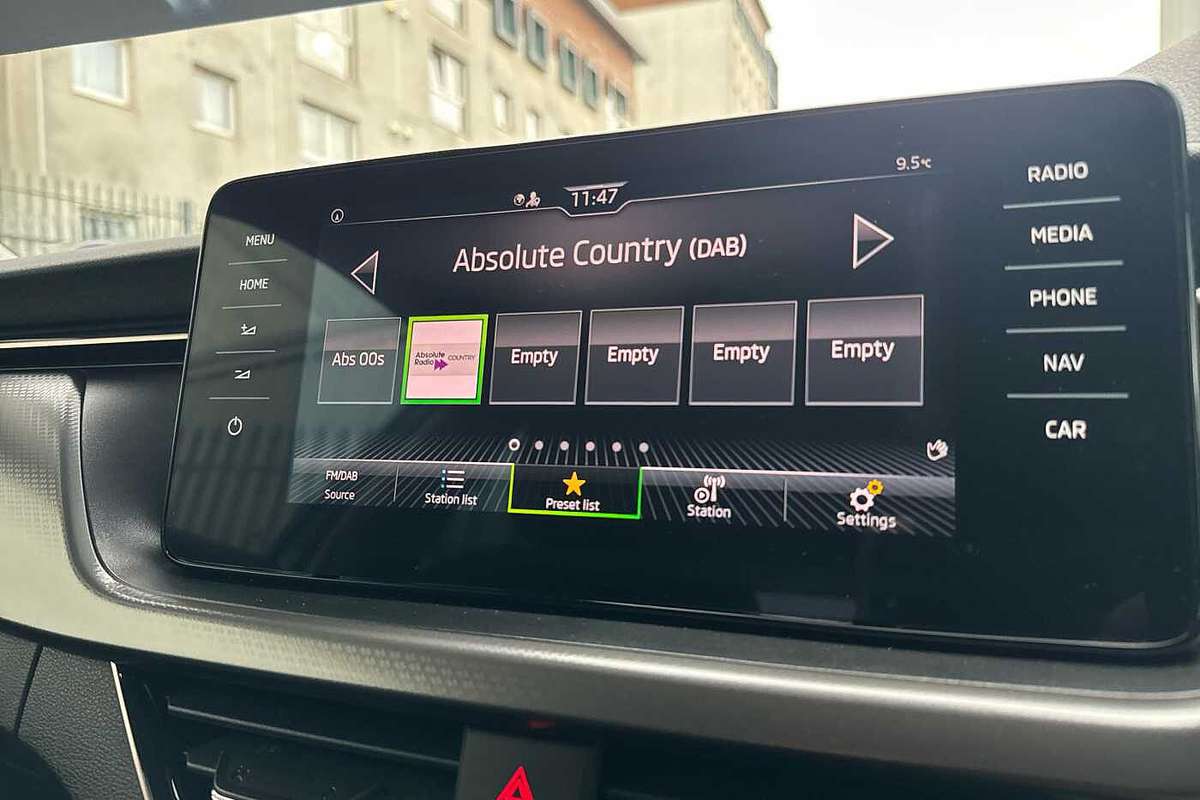 11:47
9.5°C
Absolute Country (DAB)
MENU
HOME
Abs 00s
Absolute
Radio
COUNTRY
Empty
Empty
Empty
Empty
FM/DAB
Source
Station list
Preset list
Station
Settings
RADIO
MEDIA
PHONE
NAV
CAR